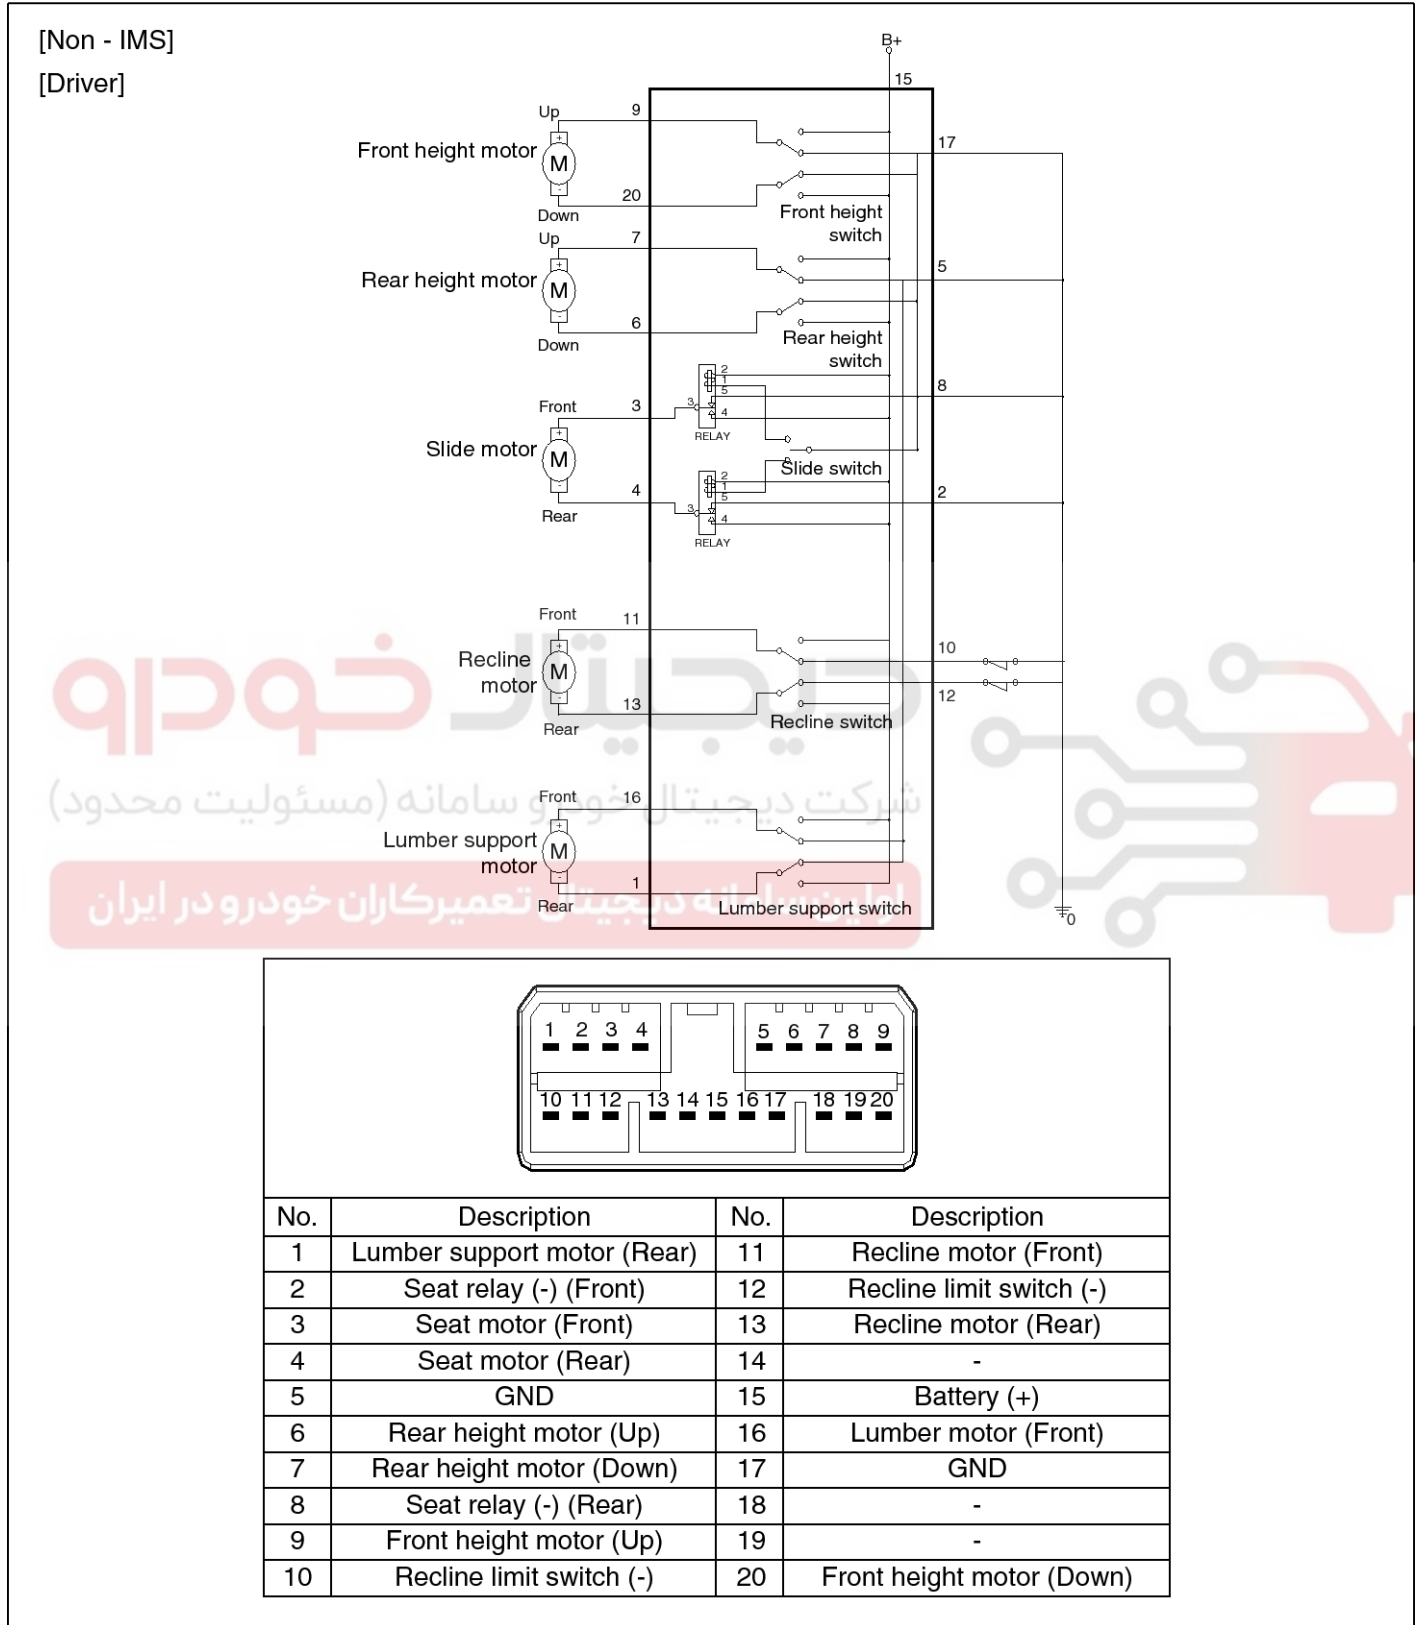 [Non - IMS]
[Driver]
B+
15
Up
9
17
Front height motor
+
M
-
20
Down
Front height
switch
Up
7
5
Rear height motor
+
M
-
6
Down
Rear height
switch
2
1
5
3
4
RELAY
8
Front
3
Slide motor
+
M
-
4
Rear
Slide switch
2
1
5
3
4
RELAY
2
Front
11
10
Recline
motor
+
M
-
13
12
Rear
Recline switch
دیجیتال خودرو
شرکت دیجیتال خودرو سامانه (مسئولیت محدود)
Front
16
Lumber support
motor
+
M
-
1
Rear
Lumber support switch
اولین سامانه دیجیتال تعمیرکاران خودرو در ایران
0
1 2 3 4 5 6 7 8 9
10 11 12 13 14 15 16 17 18 19 20
No. Description No. Description
1 Lumber support motor (Rear) 11 Recline motor (Front)
2 Seat relay (-) (Front) 12 Recline limit switch (-)
3 Seat motor (Front) 13 Recline motor (Rear)
4 Seat motor (Rear) 14 -
5 GND 15 Battery (+)
6 Rear height motor (Up) 16 Lumber motor (Front)
7 Rear height motor (Down) 17 GND
8 Seat relay (-) (Rear) 18 -
9 Front height motor (Up) 19 -
10 Recline limit switch (-) 20 Front height motor (Down)